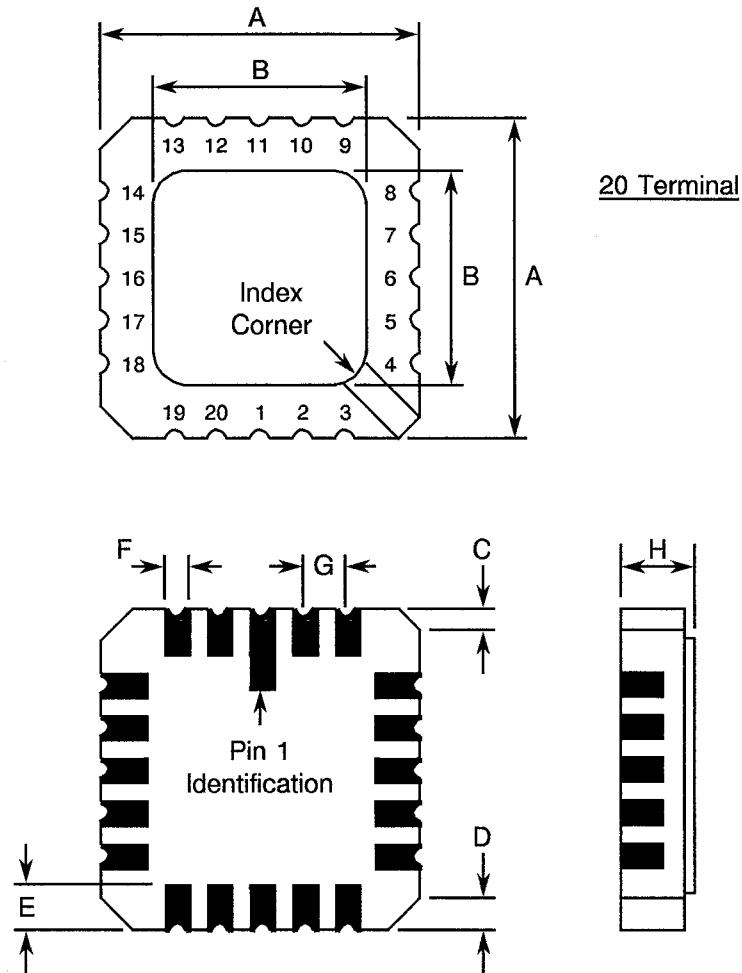 A
B
13 12 11 10 9
20 Terminal
14
15
16
17
18
8
7
6
5
4
Index
Corner
B
A
19 20 1 2 3
F
G
C
H
Pin 1
Identification
D
E